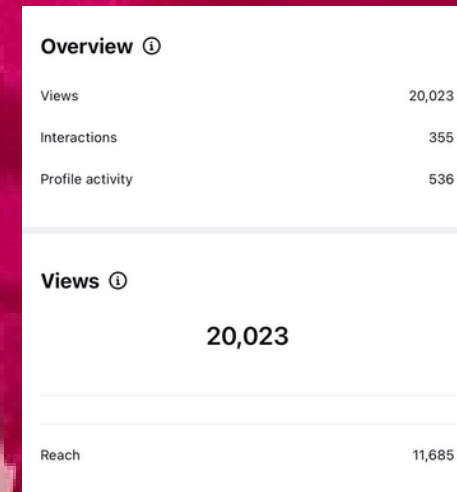 Overview
Views 20,023
Interactions 355
Profile activity 536
Views
20,023
Reach 11,685